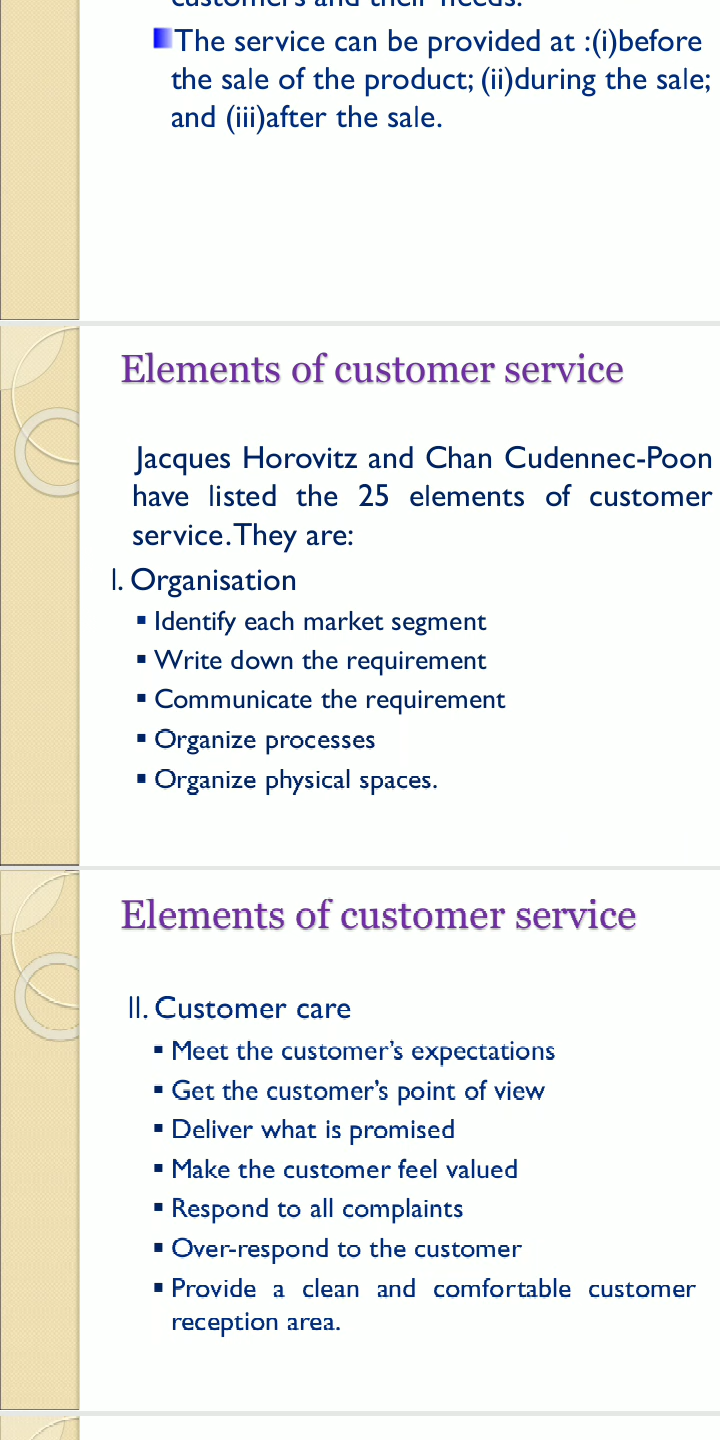 customers and their needs.
The service can be provided at :(i)before
the sale of the product; (ii)during the sale;
and (iii)after the sale.
Elements of customer service
Jacques Horovitz and Chan Cudennec-Poon
have listed the 25 elements of customer
service.They are:
I. Organisation
▪ Identify each market segment
▪ Write down the requirement
▪ Communicate the requirement
▪ Organize processes
▪ Organize physical spaces.
Elements of customer service
II. Customer care
▪ Meet the customer’s expectations
▪ Get the customer’s point of view
▪ Deliver what is promised
▪ Make the customer feel valued
▪ Respond to all complaints
▪ Over-respond to the customer
▪ Provide a clean and comfortable customer
reception area.